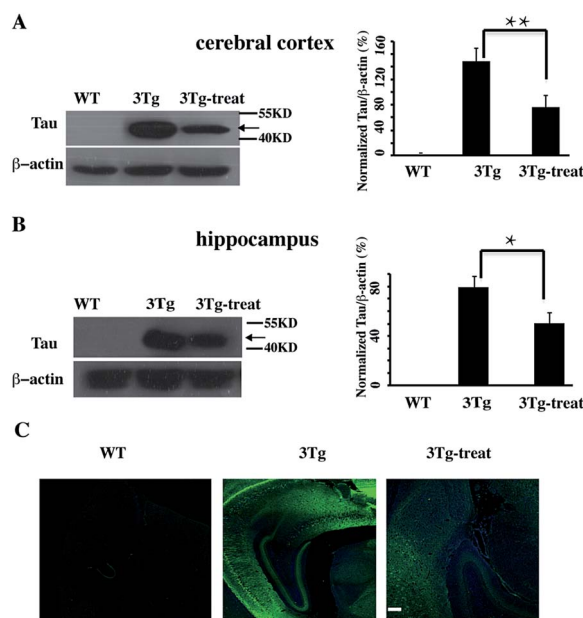 A
cerebral cortex
WT 3Tg 3Tg-treat
Tau
55KD
40KD
β-actin
Normalized Tau/β-actin (%)
160
120
80
40
0
**
WT 3Tg 3Tg-treat
B
hippocampus
WT 3Tg 3Tg-treat
Tau
55KD
40KD
β-actin
Normalized Tau/β-actin (%)
80
40
0
*
WT 3Tg 3Tg-treat
C
WT 3Tg 3Tg-treat